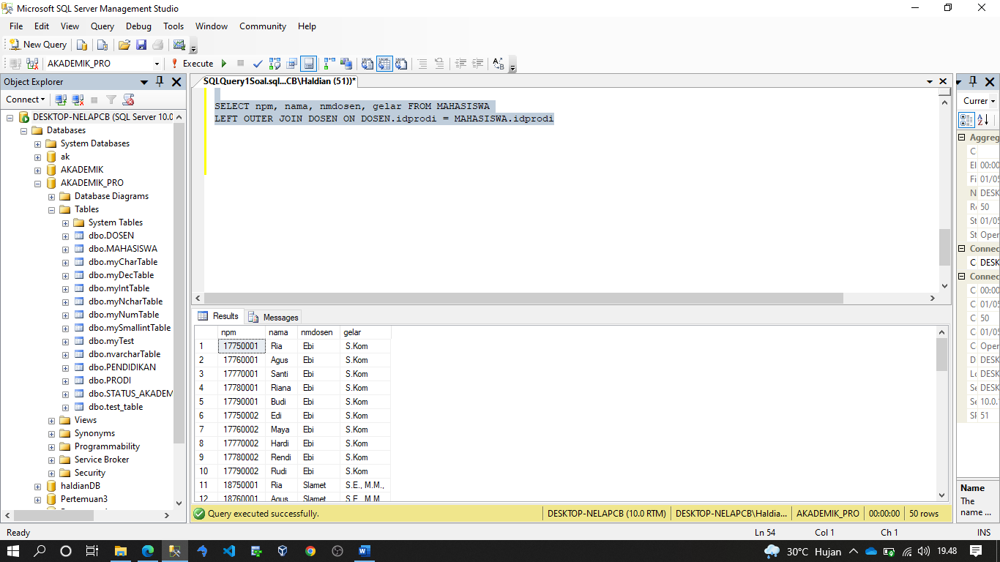 Microsoft SQL Server Management Studio
File Edit View Query Debug Tools Window Community Help
New Query
AKADEMIK_PRO Execute
Object Explorer
Connect
DESKTOP-NELAPCB (SQL Server 10.0
Databases
System Databases
ak
AKADEMIK
AKADEMIK_PRO
Database Diagrams
Tables
System Tables
dbo.DOSEN
dbo.MAHASISWA
dbo.myCharTable
dbo.myDecTable
dbo.myIntTable
dbo.myNcharTable
dbo.myNumTable
dbo.mySmallintTable
dbo.myTest
dbo.nvarcharTable
dbo.PENDIDIKAN
dbo.PRODI
dbo.STATUS_AKADEM
dbo.test_table
Views
Synonyms
Programmability
Service Broker
Security
haldianDB
Pertemuan3
SQLQuery1Soal.sql...CB\Haldian (51))*
SELECT npm, nama, nmdosen, gelar FROM MAHASISWA
LEFT OUTER JOIN DOSEN ON DOSEN.idprodi = MAHASISWA.idprodi
Results Messages
npm nama nmdosen gelar
1 17750001 Ria Ebi S.Kom
2 17760001 Agus Ebi S.Kom
3 17770001 Santi Ebi S.Kom
4 17780001 Riana Ebi S.Kom
5 17790001 Budi Ebi S.Kom
6 17750002 Edi Ebi S.Kom
7 17760002 Maya Ebi S.Kom
8 17770002 Hardi Ebi S.Kom
9 17780002 Rendi Ebi S.Kom
10 17790002 Rudi Ebi S.Kom
11 18750001 Ria Slamet S.E., M.M.,
12 18760001 Agus Slamet S.E., M.M.
Query executed successfully. DESKTOP-NELAPCB (10.0 RTM) DESKTOP-NELAPCB\Haldia... AKADEMIK_PRO 00:00:00 50 rows
Currer
Aggreg
C
El 00:00
Fi 01/05
N DESK
Re 50
St 01/05
St Oper
Connec
C DESK
Connec
C 00:00
C 01/05
C 50
C 01/05
C Oper
D DESK
Lo DESK
Se DESK
Se 10.0.
SP 51
Name
The
name ...
Ready Ln 54 Col 1 Ch 1 INS
30°C Hujan 19.48